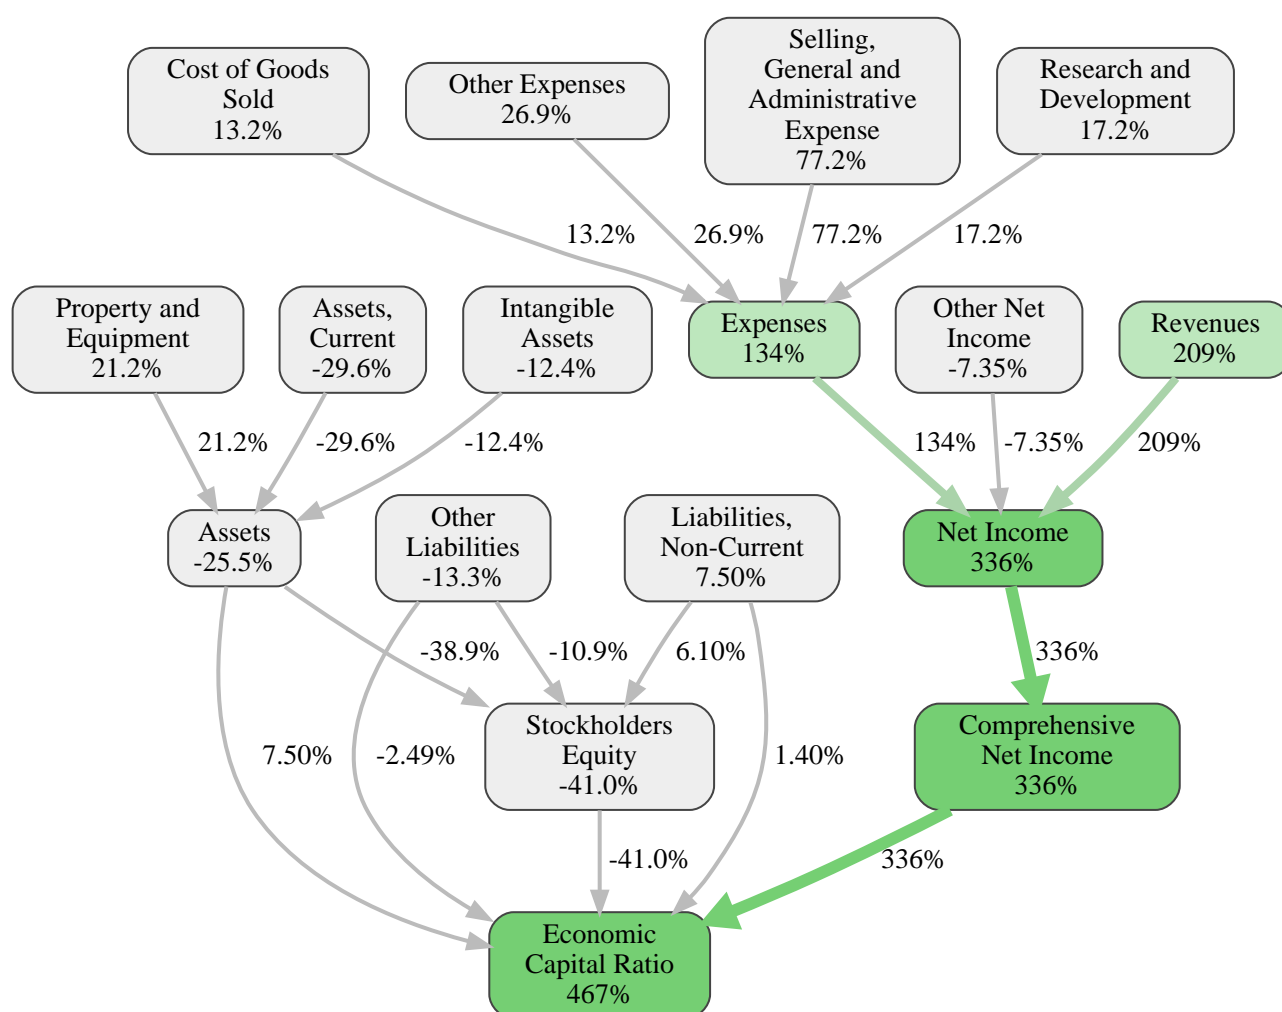 Cost of Goods
Sold
13.2%
Other Expenses
26.9%
Selling,
General and
Administrative
Expense
77.2%
Research and
Development
17.2%
13.2%
26.9%
77.2%
17.2%
Property and
Equipment
21.2%
Assets,
Current
-29.6%
Intangible
Assets
-12.4%
Expenses
134%
Other Net
Income
-7.35%
Revenues
209%
21.2%
-29.6%
-12.4%
134%
-7.35%
209%
Assets
-25.5%
Other
Liabilities
-13.3%
Liabilities,
Non-Current
7.50%
Net Income
336%
-38.9%
-10.9%
6.10%
336%
Stockholders
Equity
-41.0%
Comprehensive
Net Income
336%
7.50%
-2.49%
1.40%
-41.0%
336%
Economic
Capital Ratio
467%